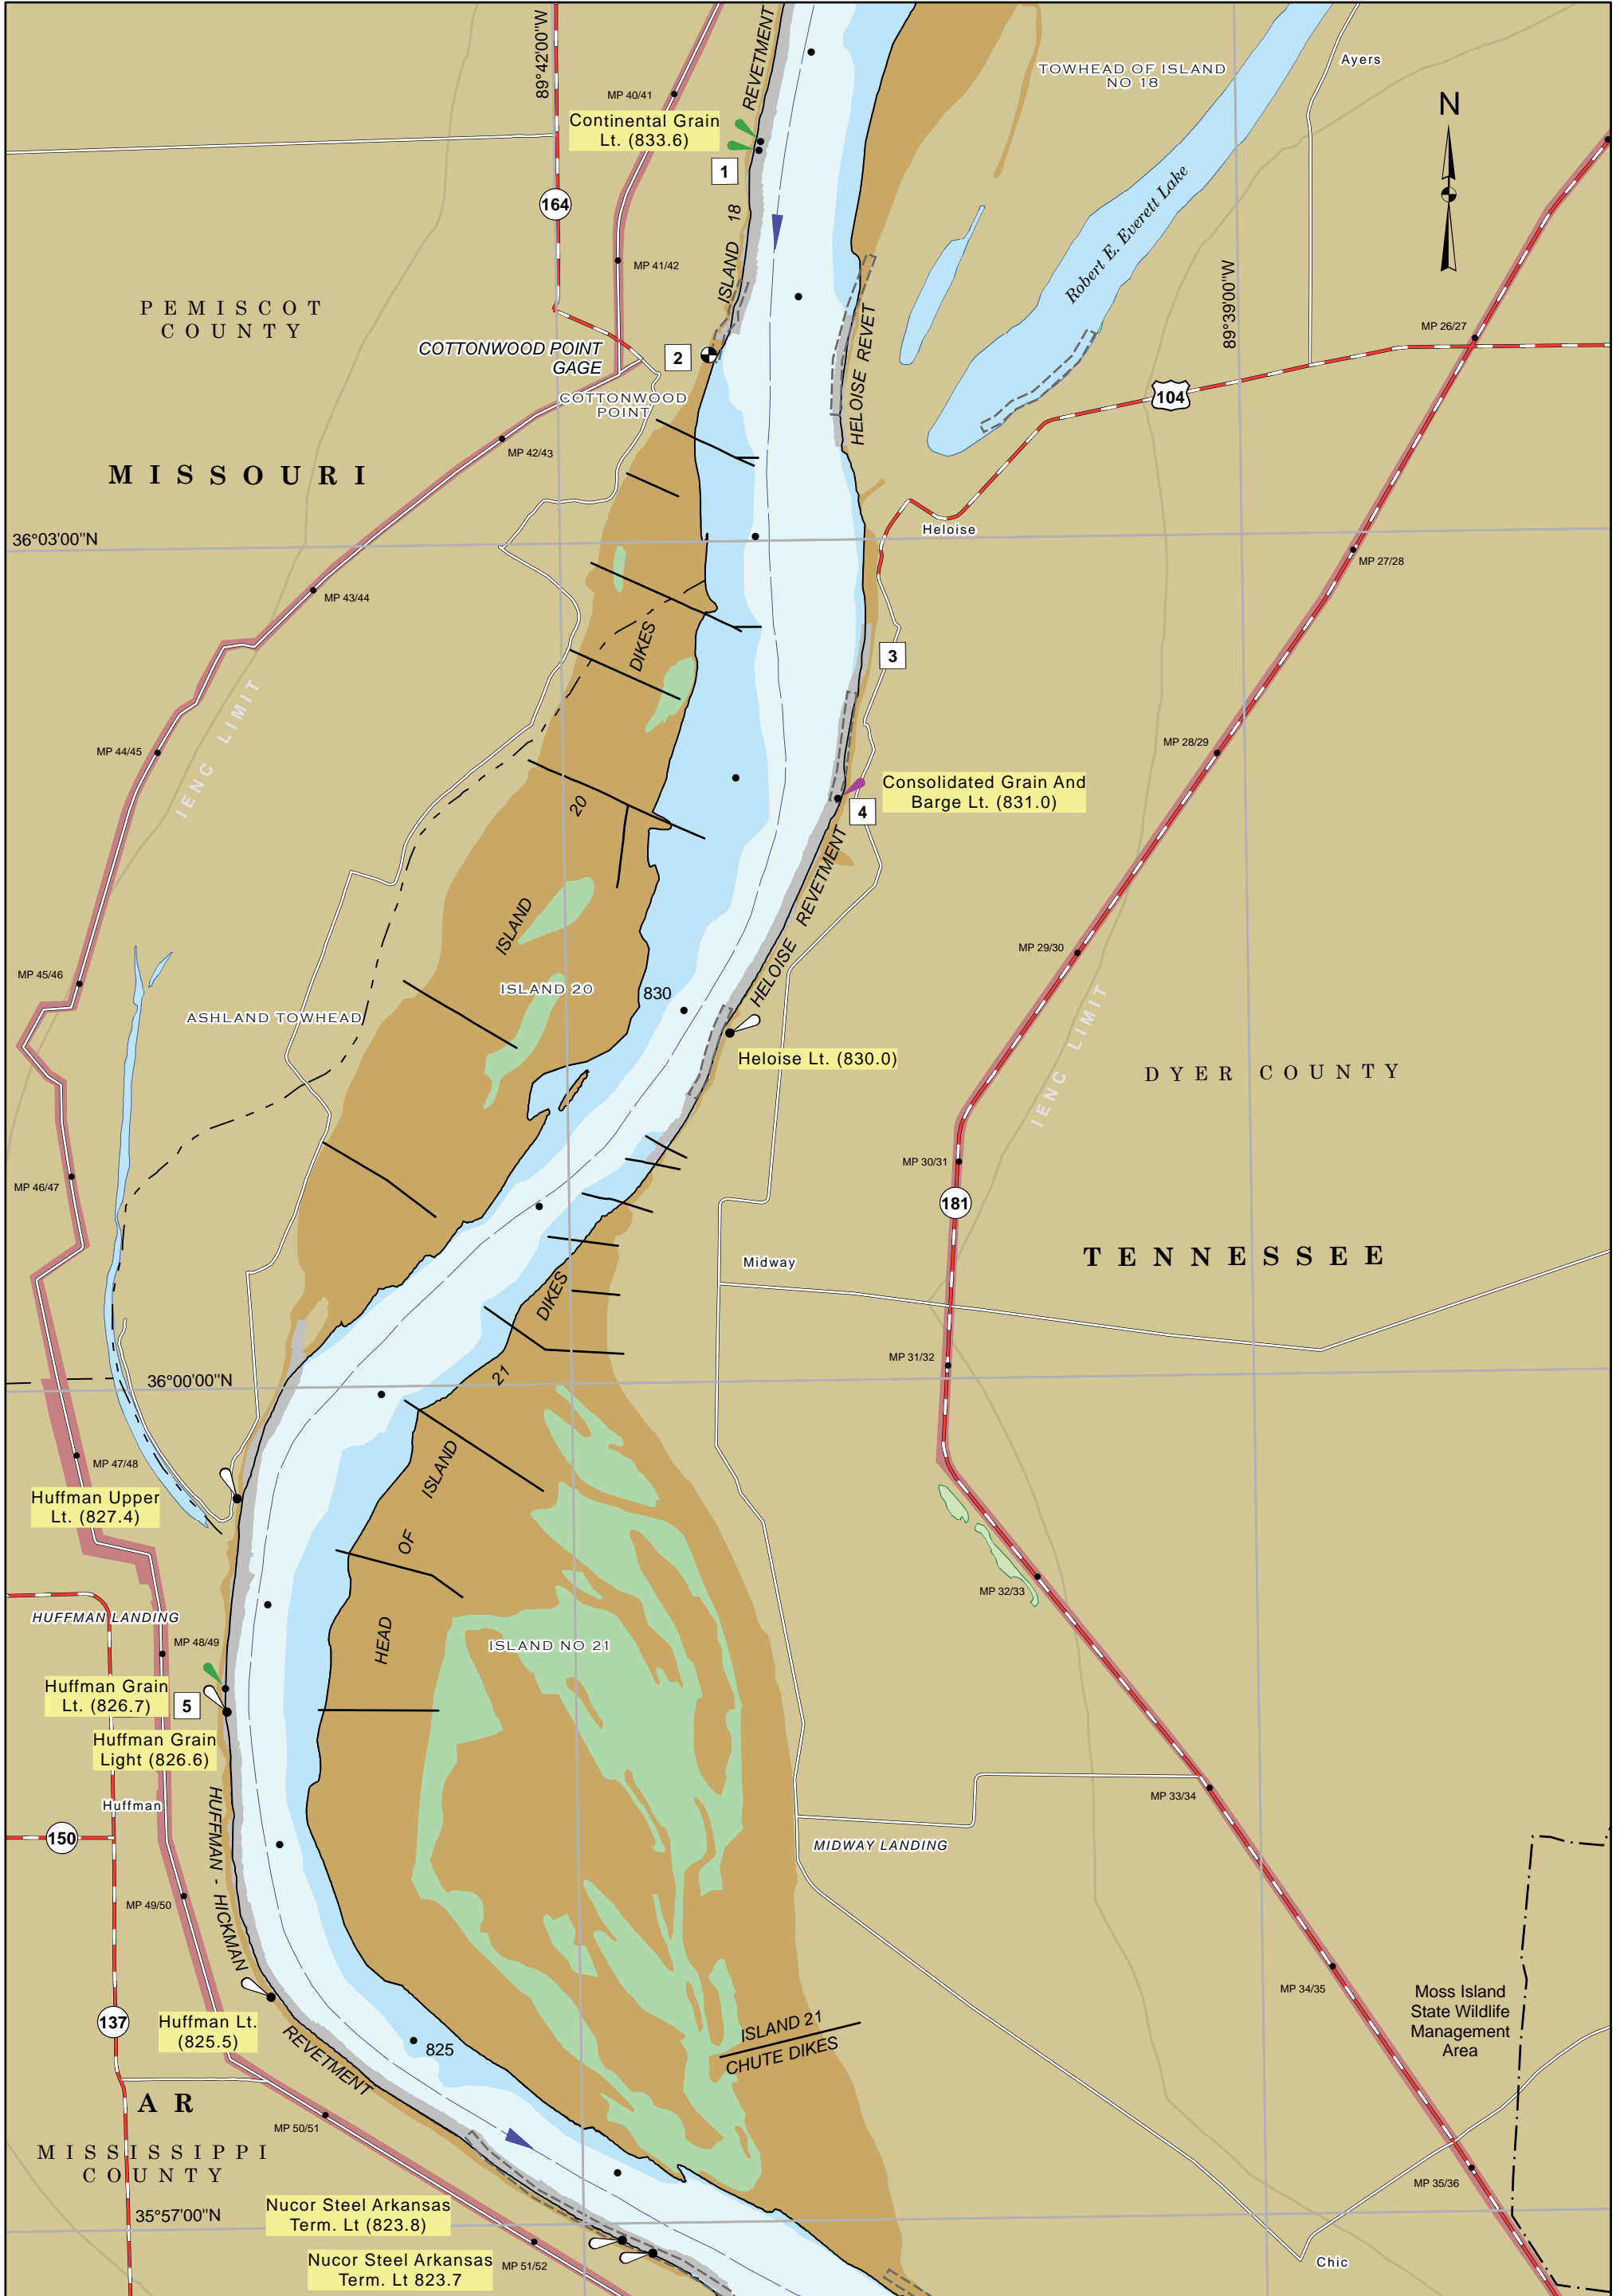 89°42'00"W
REVETMENT
TOWHEAD OF ISLAND
NO 18
Ayers
N
MP 40/41
Continental Grain
Lt. (833.6)
1
164
ISLAND 18
Robert E. Everett Lake
MP 41/42
89°39'00"W
PEMISCOT
COUNTY
COTTONWOOD POINT
GAGE
2
HELOISE REVET
MP 26/27
COTTONWOOD
POINT
104
MP 42/43
MISSOURI
36°03'00"N
Heloise
MP 27/28
MP 43/44
DIKES
3
IENC LIMIT
MP 44/45
MP 28/29
Consolidated Grain And
Barge Lt. (831.0)
4
20
ISLAND
HELOISE REVETMENT
MP 29/30
MP 45/46
ISLAND 20
830
ASHLAND TOWHEAD
Heloise Lt. (830.0)
IENC LIMIT
DYER COUNTY
MP 30/31
MP 46/47
181
Midway
TENNESSEE
DIKES
MP 31/32
36°00'00"N
21
MP 47/48
ISLAND
Huffman Upper
Lt. (827.4)
OF
MP 32/33
HUFFMAN LANDING
HEAD
MP 48/49
ISLAND NO 21
Huffman Grain
Lt. (826.7)
5
Huffman Grain
Light (826.6)
Huffman
MP 33/34
150
HUFFMAN - HICKMAN
MIDWAY LANDING
MP 49/50
MP 34/35
Moss Island
State Wildlife
Management
Area
137
Huffman Lt.
(825.5)
REVETMENT
825
ISLAND 21
CHUTE DIKES
AR
MP 50/51
MISSISSIPPI
COUNTY
MP 35/36
35°57'00"N
Nucor Steel Arkansas
Term. Lt (823.8)
Nucor Steel Arkansas
Term. Lt 823.7
MP 51/52
Chic